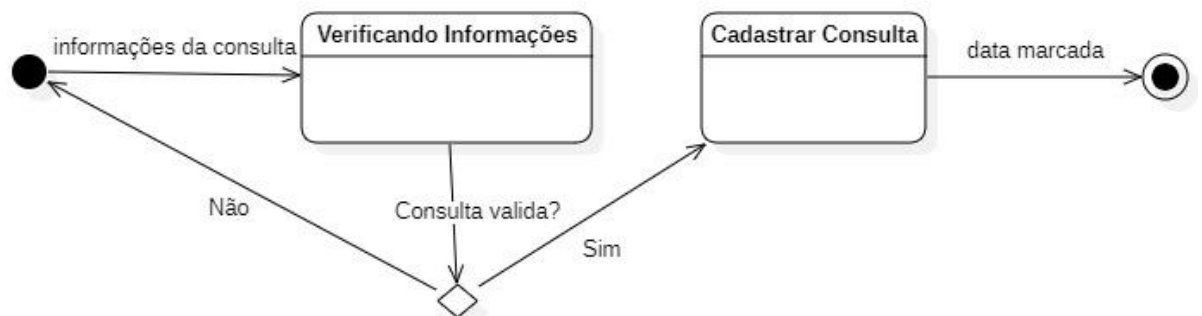 informações da consulta
Verificando Informações
Cadastrar Consulta
data marcada
Não
Consulta valida?
Sim